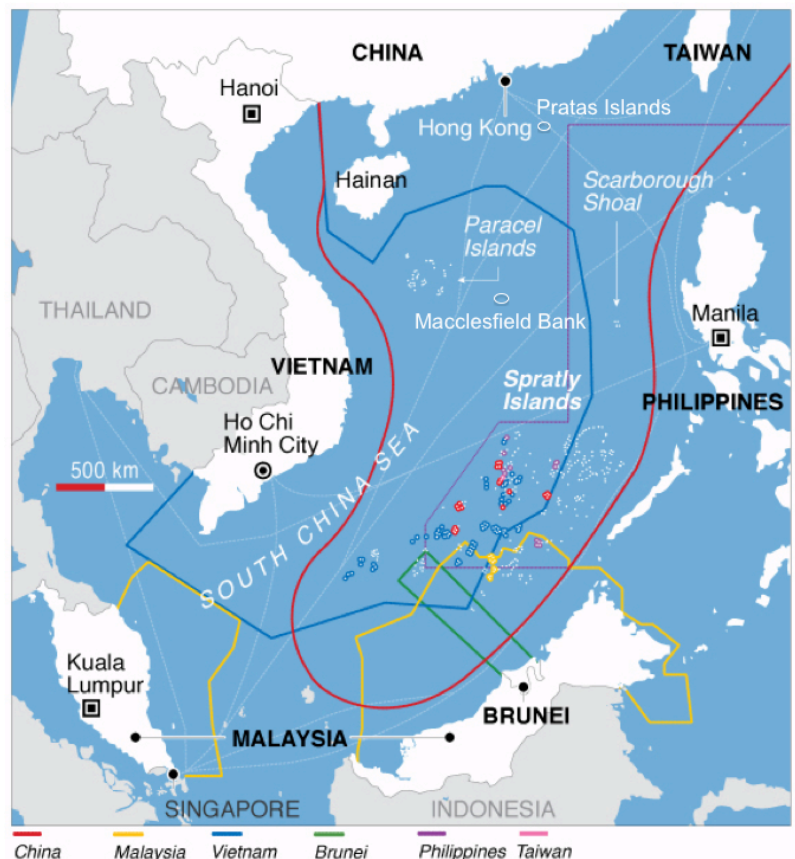 CHINA
TAIWAN
Hanoi
Pratas Islands
Hong Kong
Hainan
Scarborough
Shoal
Paracel
Islands
THAILAND
Macclesfield Bank
Manila
VIETNAM
CAMBODIA
Spratly
Islands
PHILIPPINES
Ho Chi
Minh City
500 km
SOUTH CHINA SEA
Kuala
Lumpur
BRUNEI
MALAYSIA
SINGAPORE
INDONESIA
China
Malaysia
Vietnam
Brunei
Philippines
Taiwan